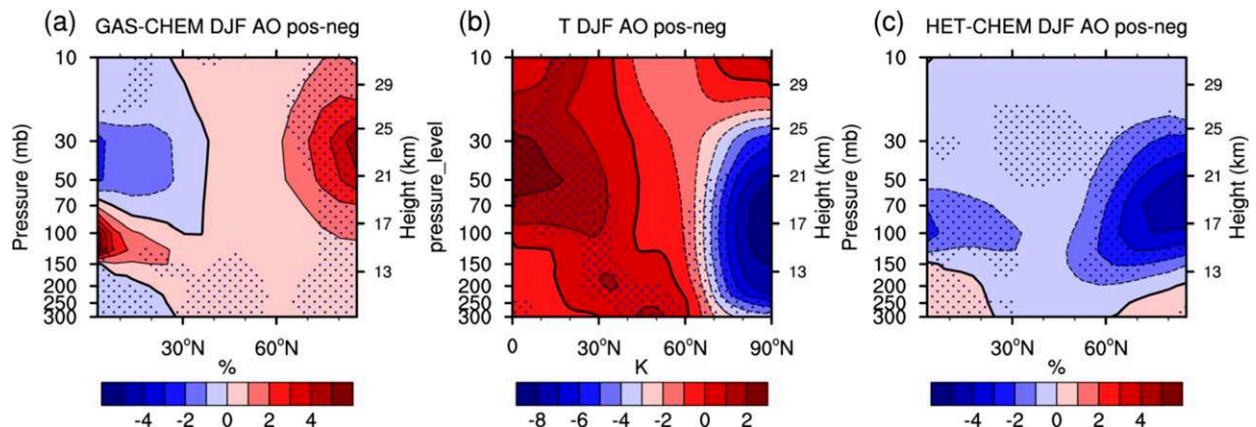 (a) GAS-CHEM DJF AO pos-neg
10
30
50
70
100
150
200
250
300
Pressure (mb)
29
25
21
17
13
Height (km)
30°N 60°N
%
-4 -2 0 2 4
(b) T DJF AO pos-neg
10
30
50
70
100
150
200
250
300
pressure_level
29
25
21
17
13
Height (km)
0 30°N 60°N 90°N
K
-8 -6 -4 -2 0 2
(c) HET-CHEM DJF AO pos-neg
10
30
50
70
100
150
200
250
300
Pressure (mb)
29
25
21
17
13
Height (km)
30°N 60°N
%
-4 -2 0 2 4